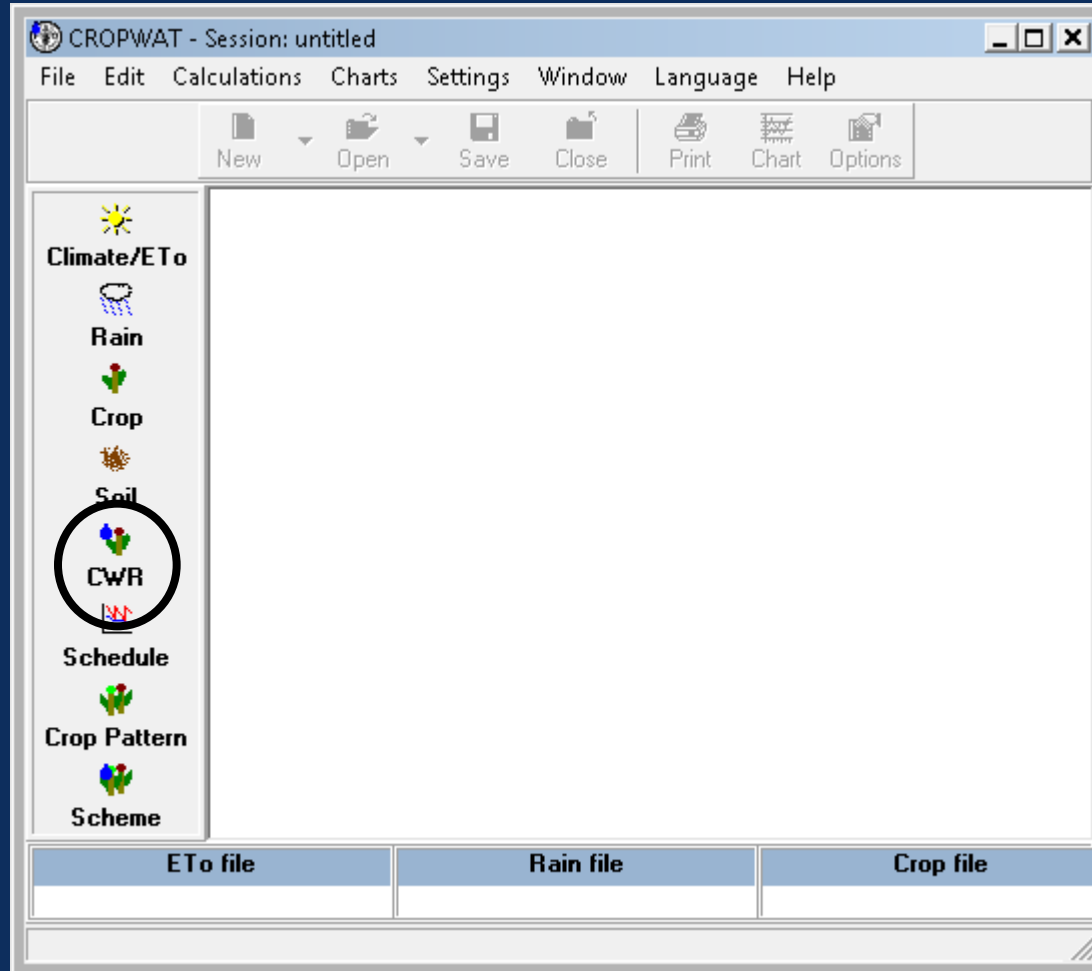 CROPWAT - Session: untitled
File Edit Calculations Charts Settings Window Language Help
New Open Save Close Print Chart Options
Climate/ETo
Rain
Crop
Soil
CWR
Schedule
Crop Pattern
Scheme
ETo file Rain file Crop file